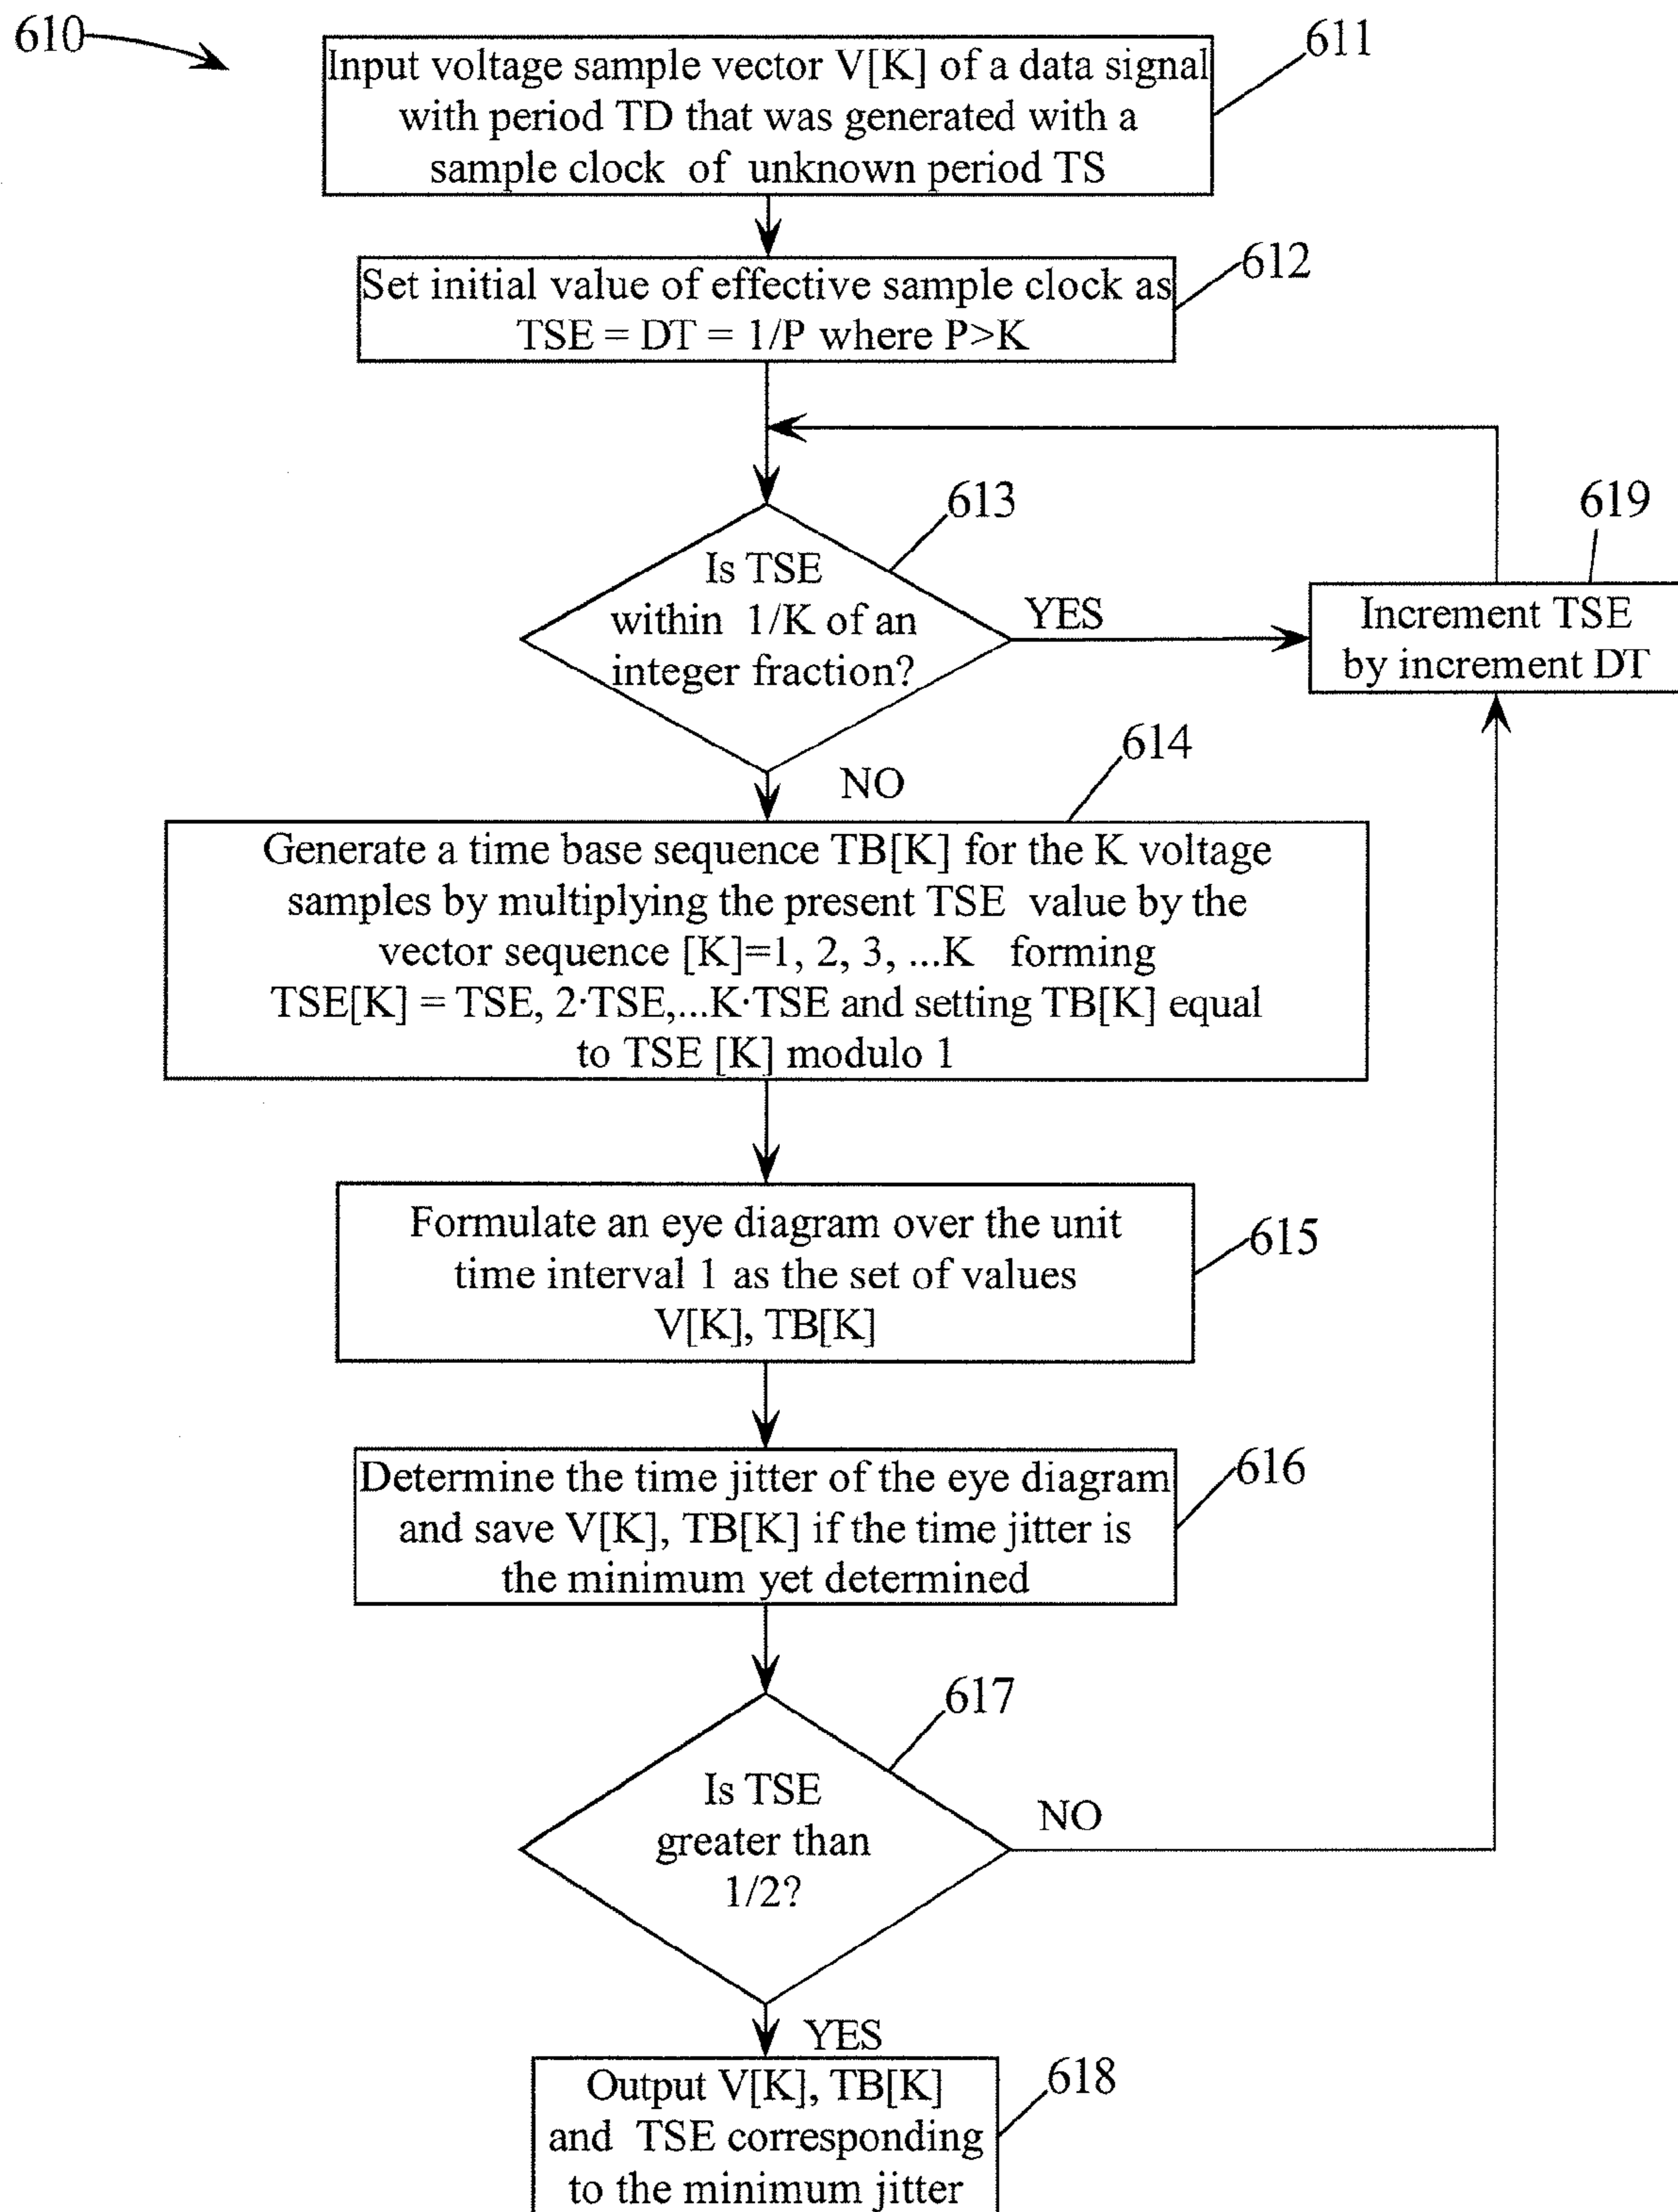 610
Input voltage sample vector V[K] of a data signal
with period TD that was generated with a
sample clock of unknown period TS
611
Set initial value of effective sample clock as
TSE = DT = 1/P where P>K
612
Is TSE
within 1/K of an
integer fraction?
613
YES
Increment TSE
by increment DT
619
NO
Generate a time base sequence TB[K] for the K voltage
samples by multiplying the present TSE value by the
vector sequence [K]=1, 2, 3, ...K forming
TSE[K] = TSE, 2·TSE,...K·TSE and setting TB[K] equal
to TSE [K] modulo 1
614
Formulate an eye diagram over the unit
time interval 1 as the set of values
V[K], TB[K]
615
Determine the time jitter of the eye diagram
and save V[K], TB[K] if the time jitter is
the minimum yet determined
616
Is TSE
greater than
1/2?
617
NO
YES
Output V[K], TB[K]
and TSE corresponding
to the minimum jitter
618